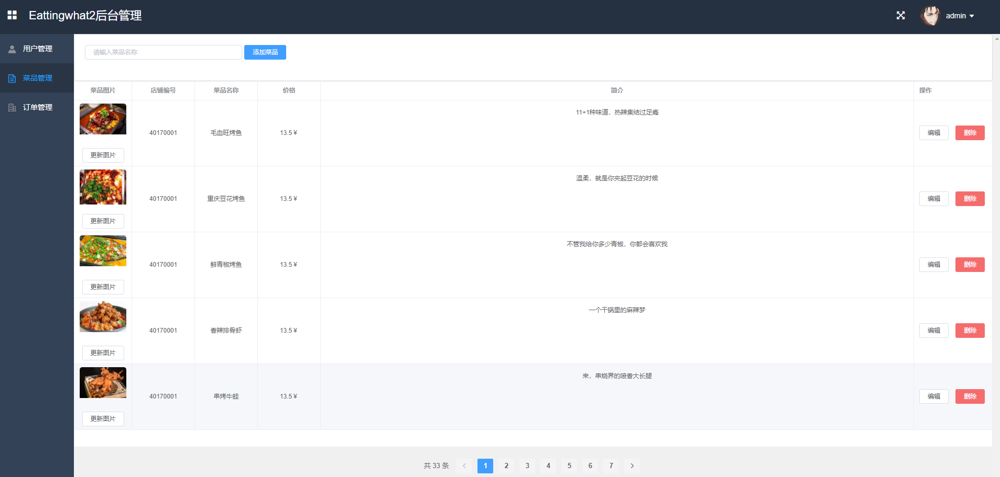 Eattingwhat2后台管理
admin
用户管理
菜品管理
订单管理
请输入菜品名称 添加菜品
菜品图片 店铺编号 菜品名称 价格 简介 操作
11+1种味道，热辣集结过足瘾
40170001 毛血旺烤鱼 13.5￥ 编辑 删除
更新图片
温柔，就是你夹起豆花的时候
40170001 重庆豆花烤鱼 13.5￥ 编辑 删除
更新图片
不管我给你多少青椒，你都会喜欢我
40170001 鲜青椒烤鱼 13.5￥ 编辑 删除
更新图片
一个干锅里的麻辣梦
40170001 香辣排骨虾 13.5￥ 编辑 删除
更新图片
来，串烧界的喷香大长腿
40170001 串烤牛蛙 13.5￥ 编辑 删除
更新图片
共 33 条 1 2 3 4 5 6 7